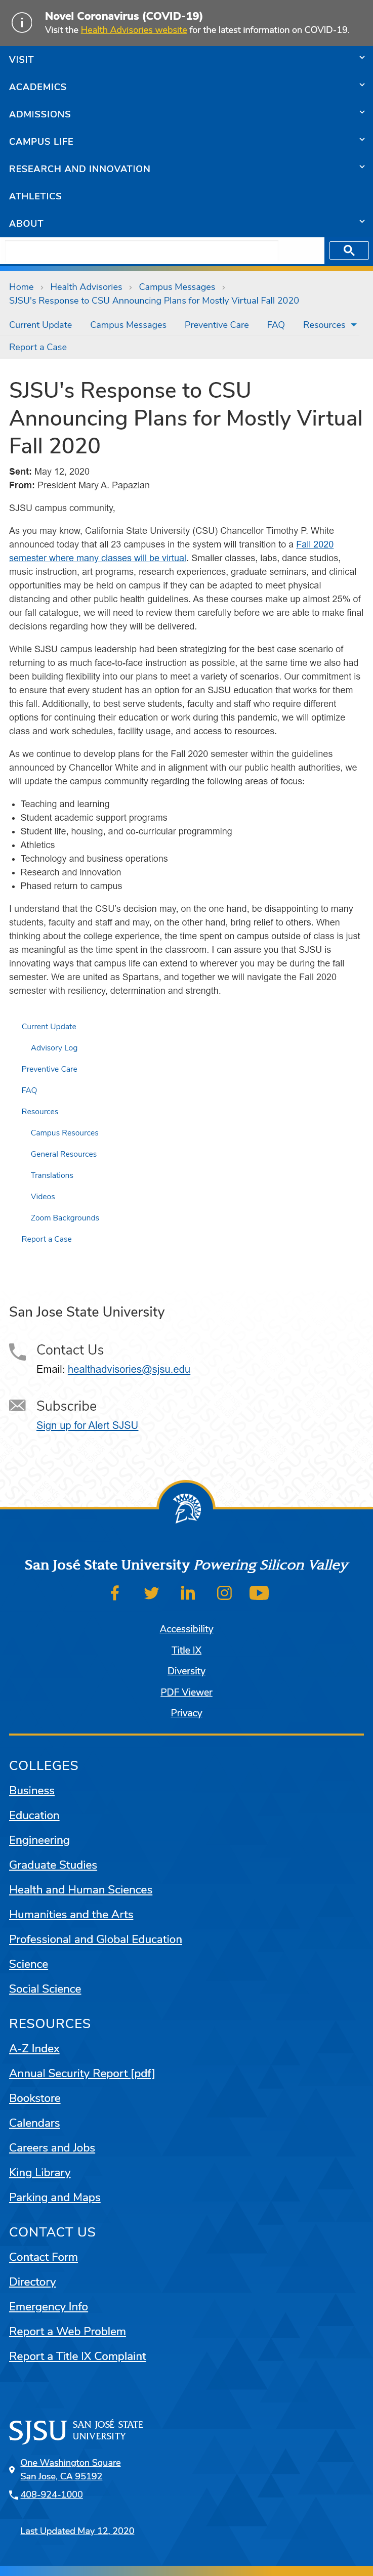 Novel Coronavirus (COVID-19)
Visit the Health Advisories website for the latest information on COVID-19.
VISIT
ACADEMICS
ADMISSIONS
CAMPUS LIFE
RESEARCH AND INNOVATION
ATHLETICS
ABOUT
Home › Health Advisories › Campus Messages ›
SJSU's Response to CSU Announcing Plans for Mostly Virtual Fall 2020
Current Update Campus Messages Preventive Care FAQ Resources
Report a Case
SJSU's Response to CSU
Announcing Plans for Mostly Virtual
Fall 2020
Sent: May 12, 2020
From: President Mary A. Papazian
SJSU campus community,
As you may know, California State University (CSU) Chancellor Timothy P. White
announced today that all 23 campuses in the system will transition to a Fall 2020
semester where many classes will be virtual. Smaller classes, labs, dance studios,
music instruction, art programs, research experiences, graduate seminars, and clinical
opportunities may be held on campus if they can be adapted to meet physical
distancing and other public health guidelines. As these courses make up almost 25% of
our fall catalogue, we will need to review them carefully before we are able to make final
decisions regarding how they will be delivered.
While SJSU campus leadership had been strategizing for the best case scenario of
returning to as much face-to-face instruction as possible, at the same time we also had
been building flexibility into our plans to meet a variety of scenarios. Our commitment is
to ensure that every student has an option for an SJSU education that works for them
this fall. Additionally, to best serve students, faculty and staff who require different
options for continuing their education or work during this pandemic, we will optimize
class and work schedules, facility usage, and access to resources.
As we continue to develop plans for the Fall 2020 semester within the guidelines
announced by Chancellor White and in alignment with our public health authorities, we
will update the campus community regarding the following areas of focus:
• Teaching and learning
• Student academic support programs
• Student life, housing, and co-curricular programming
• Athletics
• Technology and business operations
• Research and innovation
• Phased return to campus
I understand that the CSU's decision may, on the one hand, be disappointing to many
students, faculty and staff and may, on the other hand, bring relief to others. When
thinking about the college experience, the time spent on campus outside of class is just
as meaningful as the time spent in the classroom. I can assure you that SJSU is
innovating ways that campus life can extend to wherever you may be during the fall
semester. We are united as Spartans, and together we will navigate the Fall 2020
semester with resiliency, determination and strength.
Current Update
Advisory Log
Preventive Care
FAQ
Resources
Campus Resources
General Resources
Translations
Videos
Zoom Backgrounds
Report a Case
San Jose State University
Contact Us
Email: healthadvisories@sjsu.edu
Subscribe
Sign up for Alert SJSU
San José State University Powering Silicon Valley
Accessibility
Title IX
Diversity
PDF Viewer
Privacy
COLLEGES
Business
Education
Engineering
Graduate Studies
Health and Human Sciences
Humanities and the Arts
Professional and Global Education
Science
Social Science
RESOURCES
A-Z Index
Annual Security Report [pdf]
Bookstore
Calendars
Careers and Jobs
King Library
Parking and Maps
CONTACT US
Contact Form
Directory
Emergency Info
Report a Web Problem
Report a Title IX Complaint
SJSU SAN JOSÉ STATE
UNIVERSITY
One Washington Square
San Jose, CA 95192
408-924-1000
Last Updated May 12, 2020